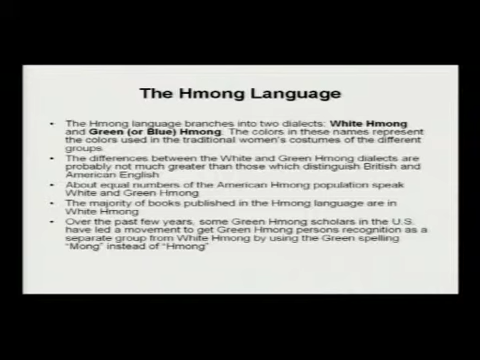 The Hmong Language
• The Hmong language branches into two dialects: White Hmong
and Green (or Blue) Hmong. The colors in these names represent
the colors used in the traditional women's costumes of the different
groups
• The differences between the White and Green Hmong dialects are
probably not much greater than those which distinguish British and
American English
• About equal numbers of the American Hmong population speak
White and Green Hmong.
• The majority of books published in the Hmong language are in
White Hmong
• Over the past few years, some Green Hmong scholars in the U.S.
have led a movement to get Green Hmong persons recognition as a
separate group from White Hmong by using the Green spelling
"Mong" instead of "Hmong"